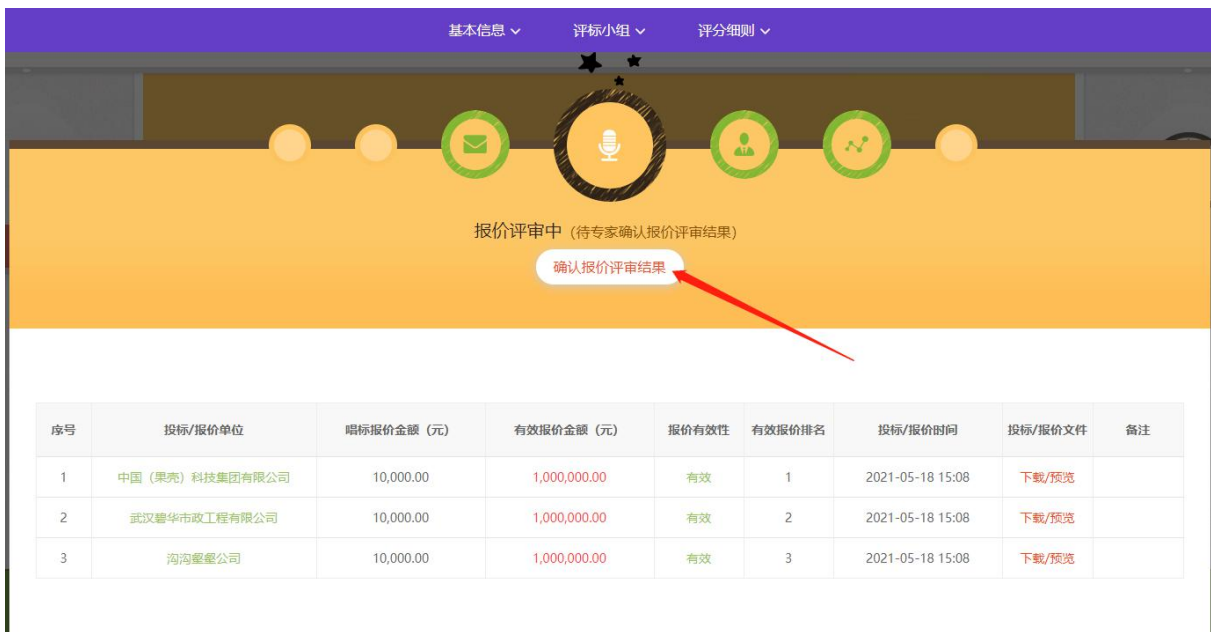 基本信息 评标小组 评分细则
报价评审中 (待专家确认报价评审结果)
确认报价评审结果
序号 投标/报价单位 唱标报价金额 (元) 有效报价金额 (元) 报价有效性 有效报价排名 投标/报价时间 投标/报价文件 备注
1 中国 (果壳) 科技集团有限公司 10,000.00 1,000,000.00 有效 1 2021-05-18 15:08 下载/预览
2 武汉碧华市政工程有限公司 10,000.00 1,000,000.00 有效 2 2021-05-18 15:08 下载/预览
3 沟沟壑壑公司 10,000.00 1,000,000.00 有效 3 2021-05-18 15:08 下载/预览